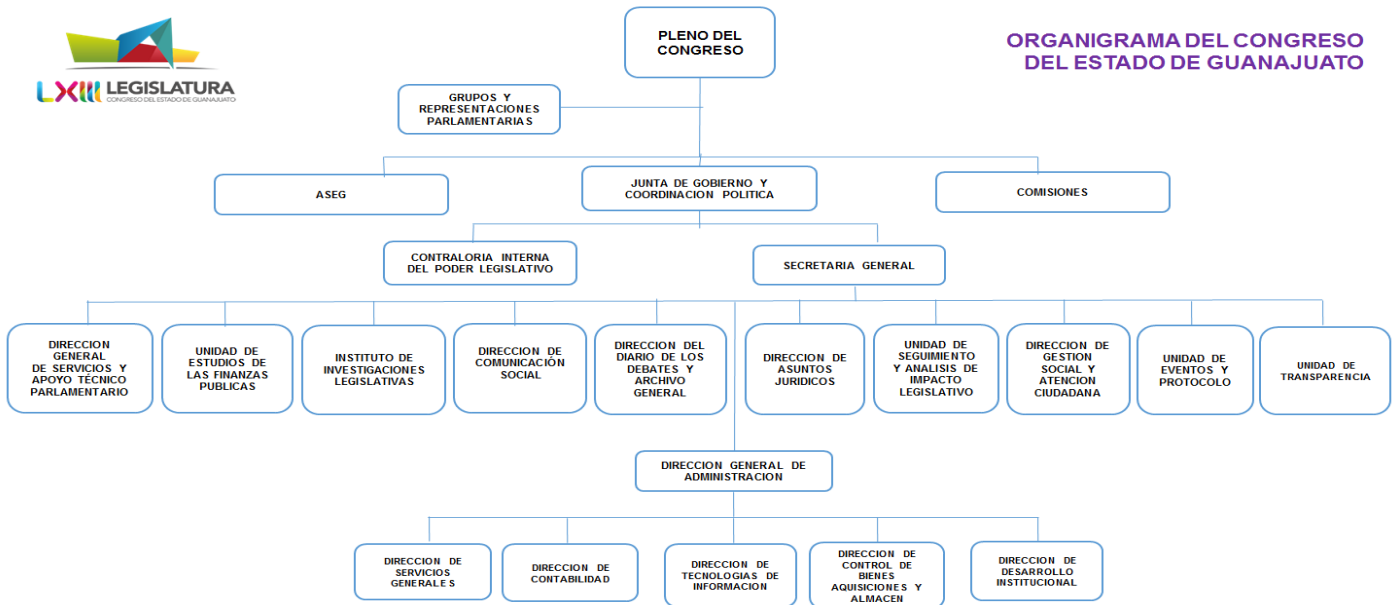 PLENO DEL
CONGRESO
ORGANIGRAMA DEL CONGRESO
DEL ESTADO DE GUANAJUATO
LXIII LEGISLATURA
CONGRESO DEL ESTADO DE GUANAJUATO
GRUPOS Y
REPRESENTACIONES
PARLAMENTARIAS
ASEG
JUNTA DE GOBIERNO Y
COORDINACION POLITICA
COMISIONES
CONTRALORIA INTERNA
DEL PODER LEGISLATIVO
SECRETARIA GENERAL
DIRECCION
GENERAL
DE SERVICIOS Y
APOYO TÉCNICO
PARLAMENTARIO
UNIDAD DE
ESTUDIOS DE
LAS FINANZAS
PUBLICAS
INSTITUTO DE
INVESTIGACIONES
LEGISLATIVAS
DIRECCION DE
COMUNICACIÓN
SOCIAL
DIRECCION DEL
DIARIO DE LOS
DEBATES Y
ARCHIVO
GENERAL
DIRECCION DE
ASUNTOS
JURIDICOS
UNIDAD DE
SEGUIMIENTO
Y ANALISIS DE
IMPACTO
LEGISLATIVO
DIRECCION DE
GESTION
SOCIAL Y
ATENCION
CIUDADANA
UNIDAD DE
EVENTOS Y
PROTOCOLO
UNIDAD DE
TRANSPARENCIA
DIRECCION GENERAL DE
ADMINISTRACION
DIRECCION DE
SERVICIOS
GENERALES
DIRECCION DE
CONTABILIDAD
DIRECCION DE
TECNOLOGIAS DE
INFORMACION
DIRECCION DE
CONTROL DE
BIENES
AQUISICIONES Y
ALMACEN
DIRECCION DE
DESARROLLO
INSTITUCIONAL